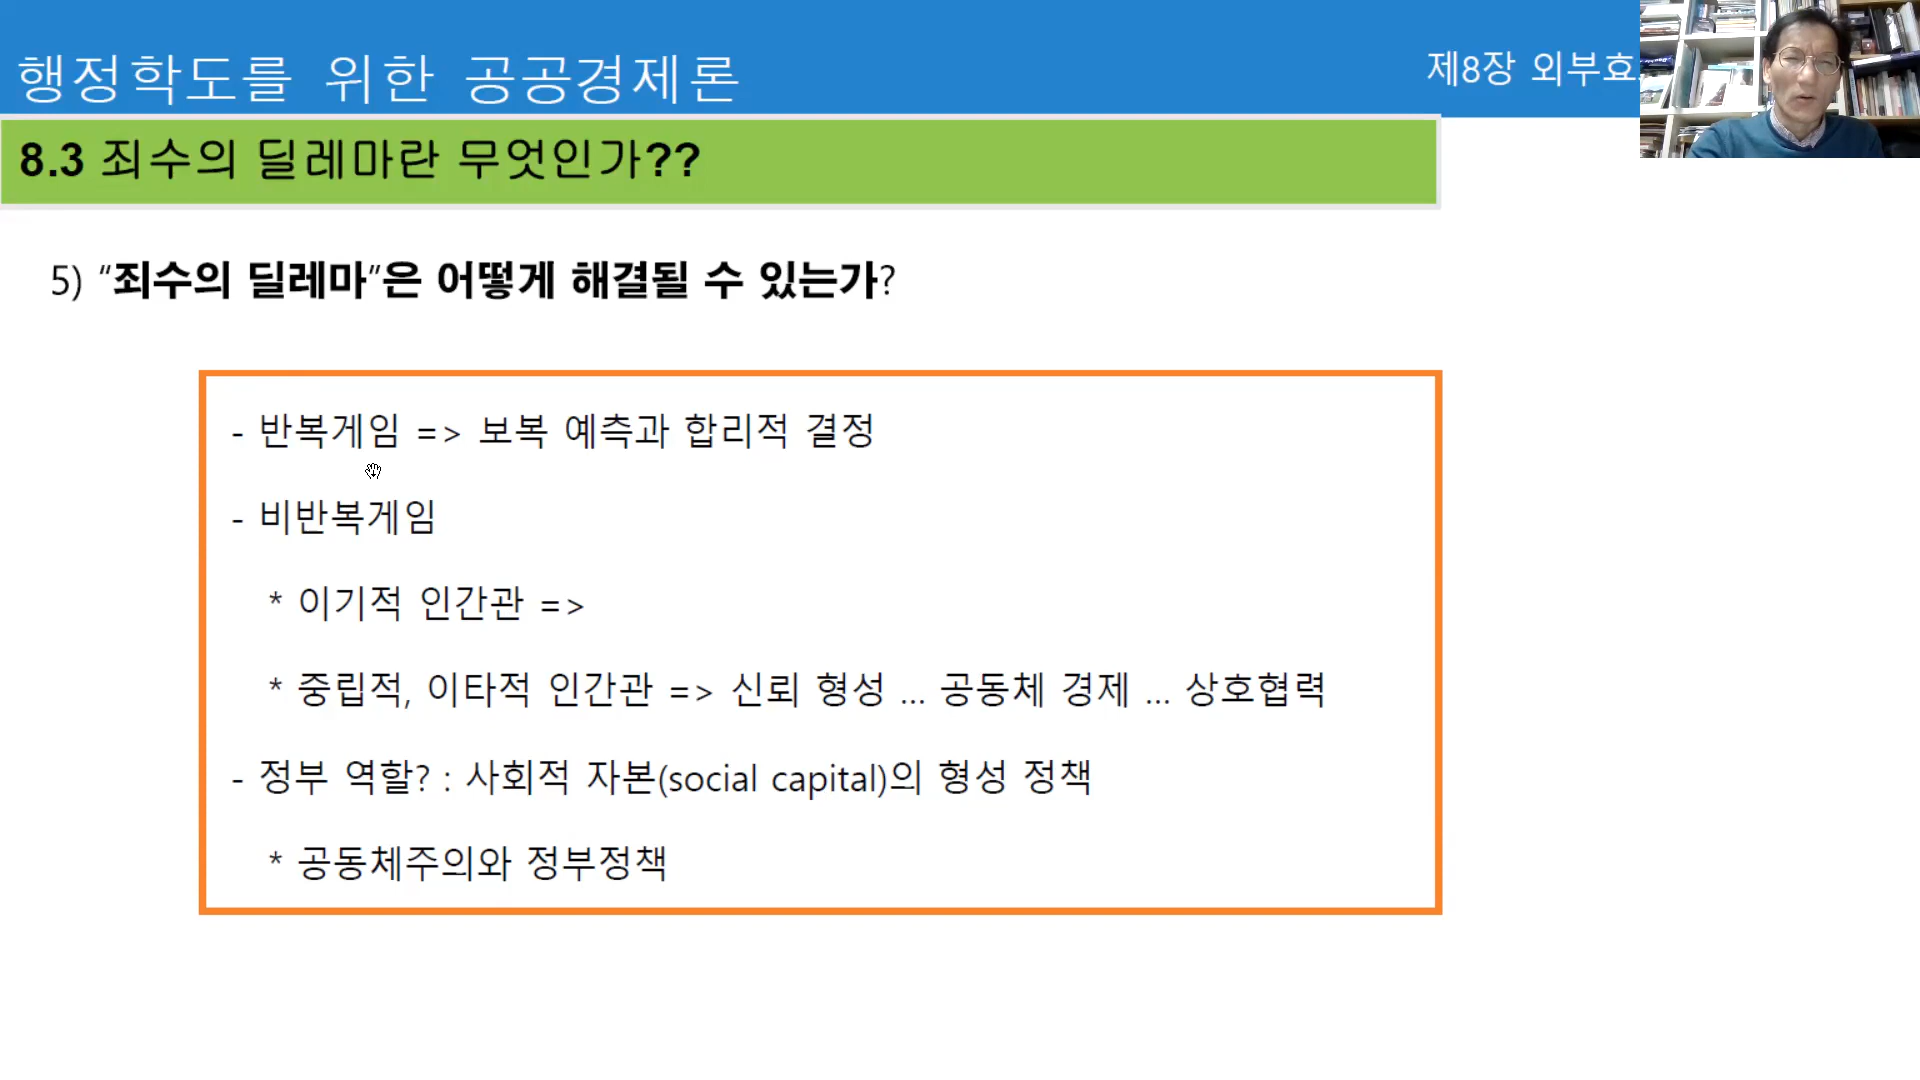 행정학도를 위한 공공경제론
제8장 외부효
8.3 죄수의 딜레마란 무엇인가??
5) “죄수의 딜레마”은 어떻게 해결될 수 있는가?
- 반복게임 => 보복 예측과 합리적 결정
- 비반복게임
* 이기적 인간관 =>
* 중립적, 이타적 인간관 => 신뢰 형성 ... 공동체 경제 ... 상호협력
- 정부 역할? : 사회적 자본(social capital)의 형성 정책
* 공동체주의와 정부정책